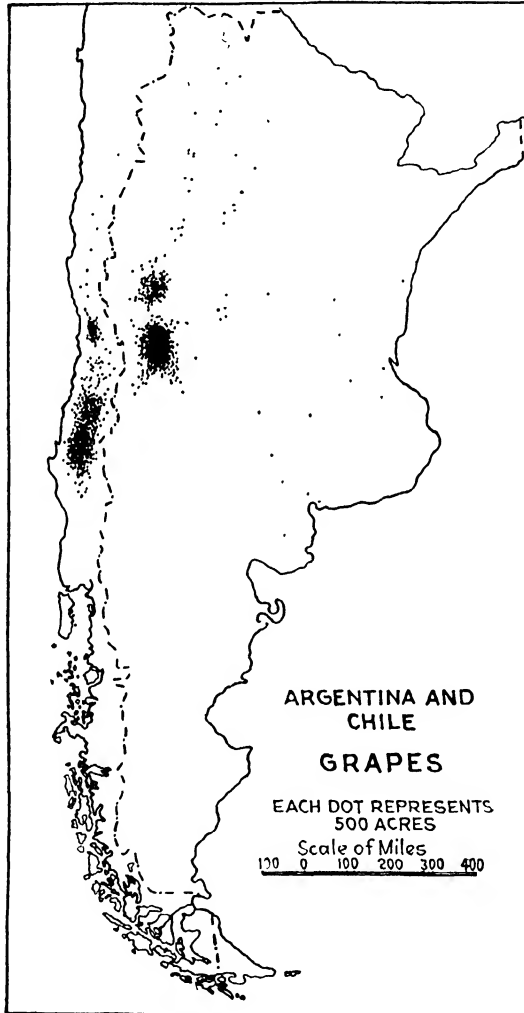 ARGENTINA AND
CHILE
GRAPES
EACH DOT REPRESENTS
500 ACRES
Scale of Miles
100 0 100 200 300 400